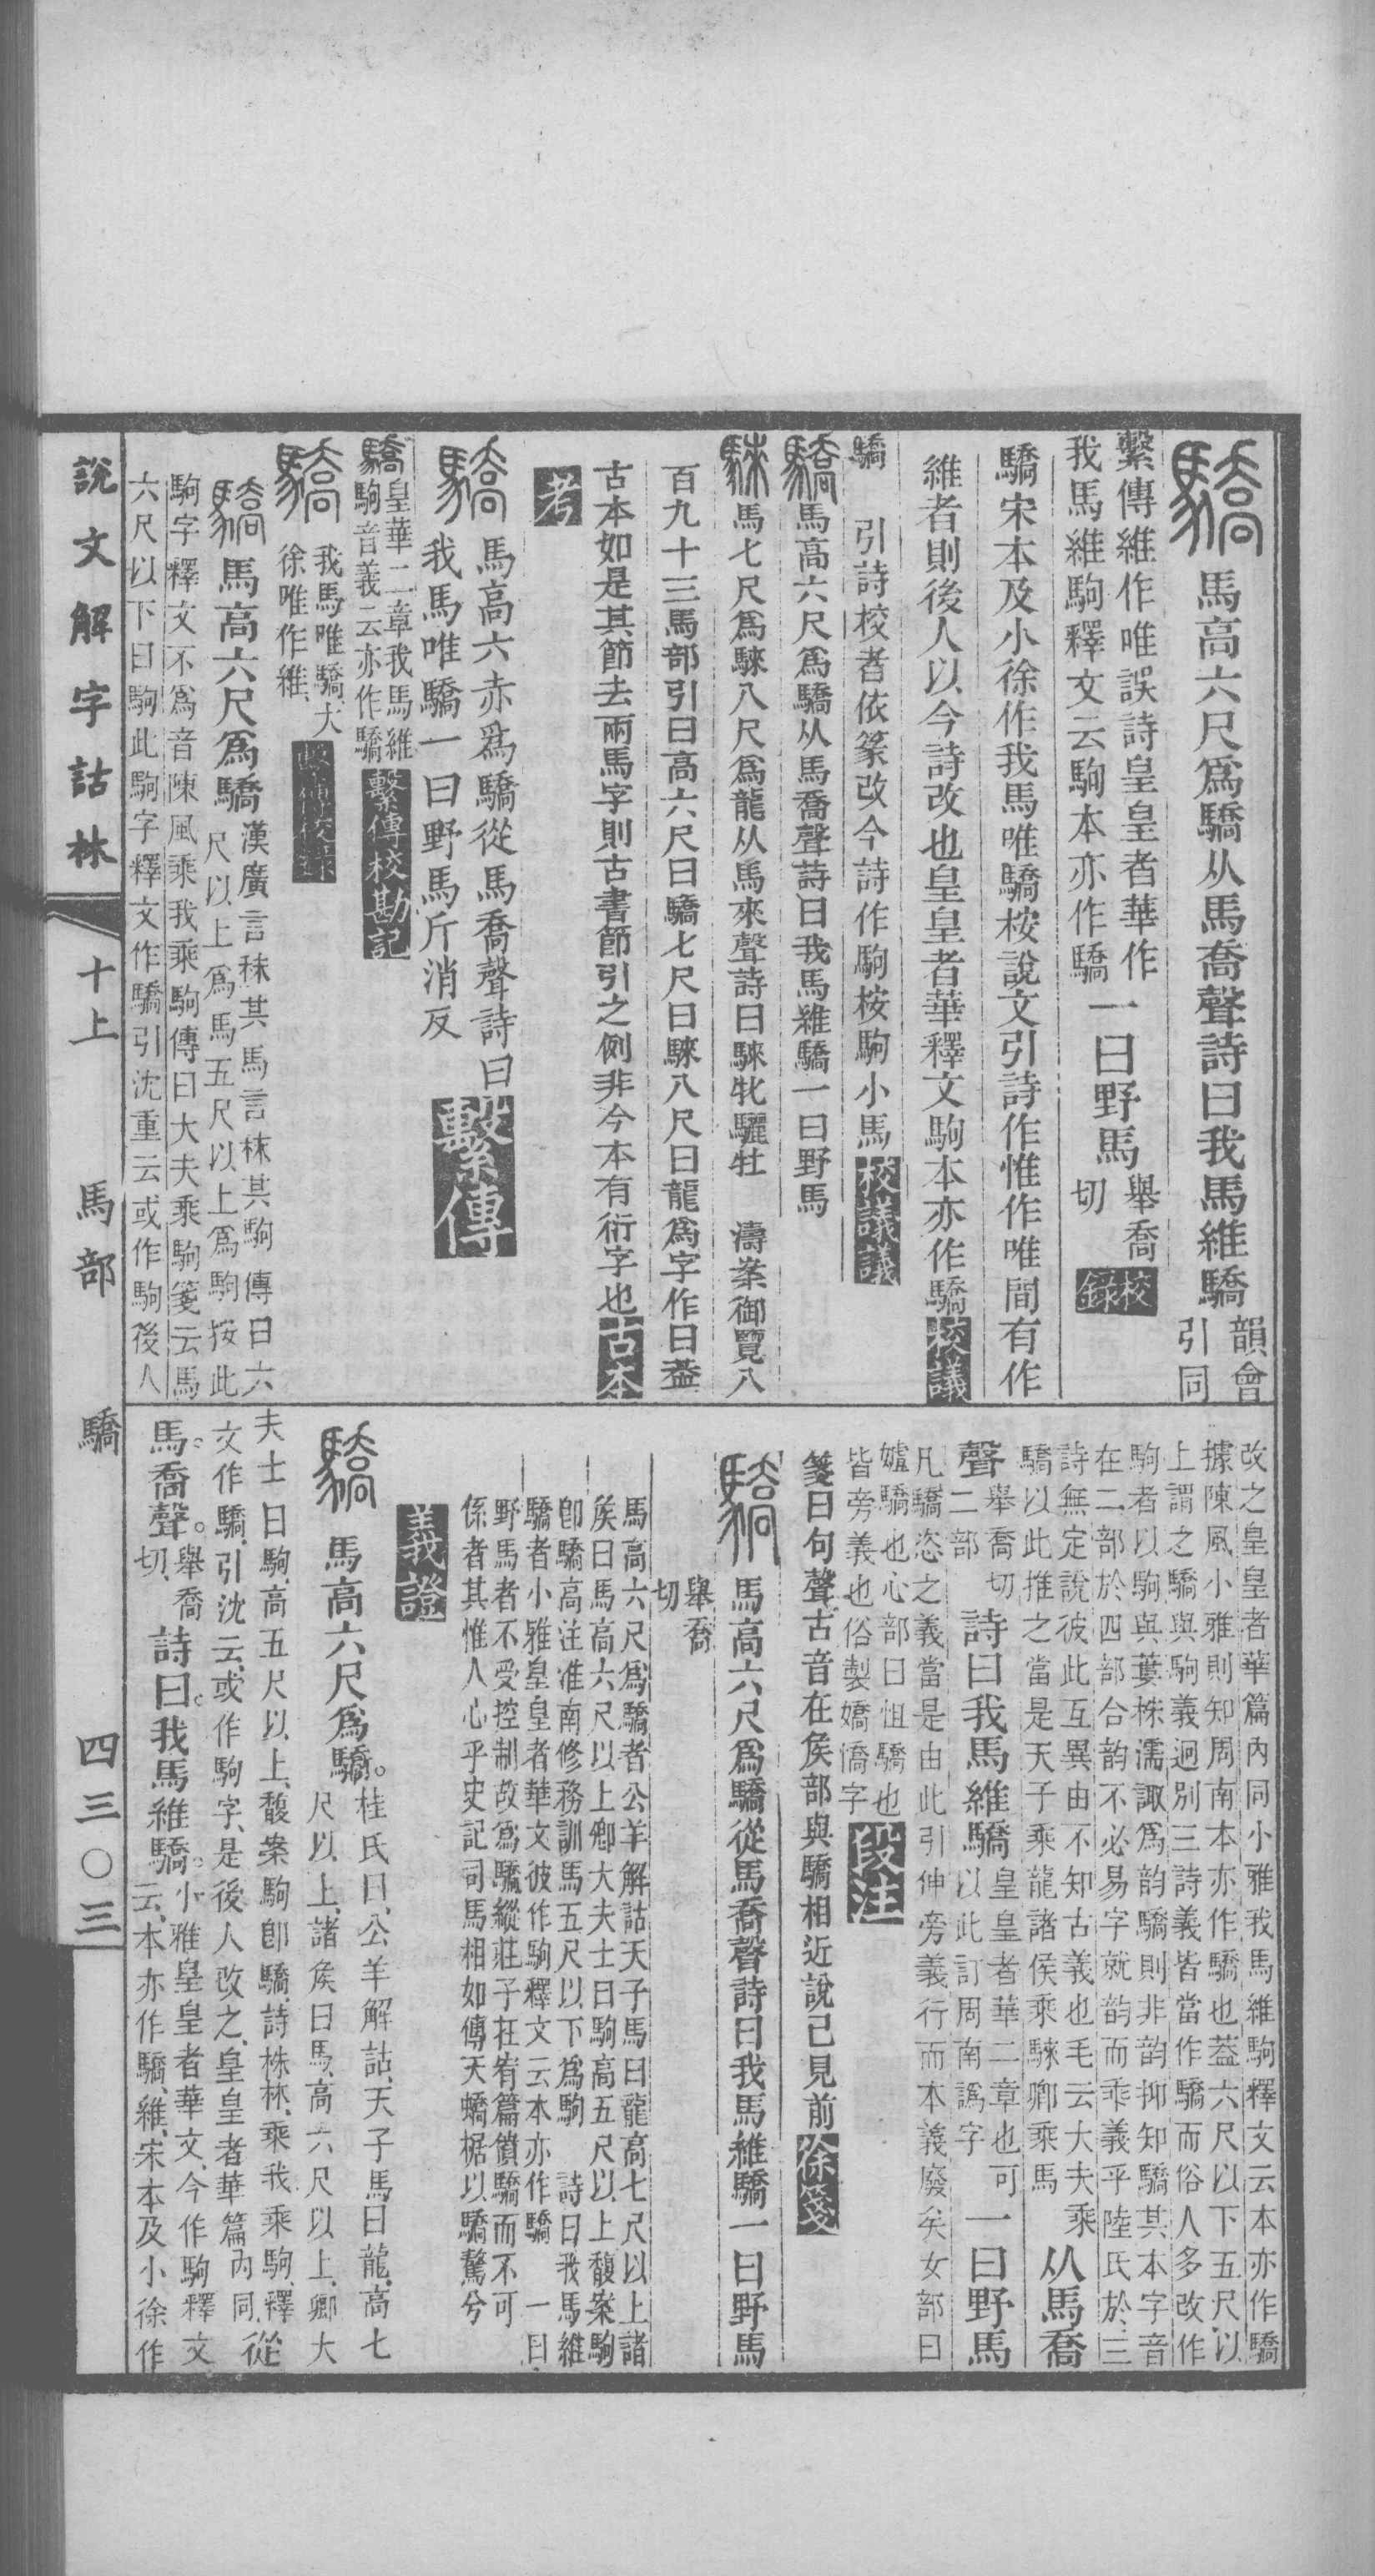 驕 馬高六尺爲驕从馬喬聲詩曰我馬維驕 韻會引同
繫傳維作唯誤詩皇皇者華作我馬維駒釋文云駒本亦作驕 一曰野馬 舉喬切 校錄
驕宋本及小徐作我馬唯驕桉說文引詩作惟作唯間有作
維者則後人以今詩改也皇皇者華釋文駒本亦作驕 校議
驕 引詩校者依篆改今詩作駒桉駒小馬 校議議
驕馬高六尺爲驕从馬喬聲詩曰我馬維驕一曰野馬
騋馬七尺爲騋八尺爲龍从馬來聲詩曰騋牝驪牡 濤案御覽八
百九十三馬部引曰高六尺曰驕七尺曰騋八尺曰龍爲字作曰葢
古本如是其節去兩馬字則古書節引之例非今本有衍字也 古本
考
驕 馬高六赤爲驕從馬喬聲詩曰
我馬唯驕一曰野馬斤消反 繫傳
驕皇華二章我馬維駒音義云亦作驕 繫傳校勘記
驕 我馬唯驕大徐唯作維 繫傳校錄
驕 馬高六尺爲驕 漢廣言秣其馬言秣其駒傳曰六
尺以上爲馬五尺以上爲駒按此
駒字釋文不爲音陳風乘我乘駒傳曰大夫乘駒箋云馬
六尺以下曰駒此駒字釋文作驕引沈重云或作駒後人
改之皇皇者華篇內同小雅我馬維駒釋文云本亦作驕
據陳風小雅則知周南本亦作驕也葢六尺以下五尺以
上謂之驕與駒義迥別三詩義皆當作驕而俗人多改作
駒者以駒與蔞株濡諏爲韵驕則非韵抑知驕其本字音
在二部於四部合韵不必易字就韵而乖義乎陸氏於三
詩無定說彼此互異由不知古義也毛云大夫乘
驕以此推之當是天子乘龍諸侯乘騋卿乘馬 从馬喬
聲 舉喬切二部 詩曰我馬維驕 皇皇者華二章也可以此訂周南譌字 一曰野馬
凡驕恣之義當是由此引伸旁義行而本義廢矣女部曰
㜘驕也心部曰怚驕也
皆旁義也俗製嬌憍字 段注
箋曰句聲古音在矦部與驕相近說已見前 徐箋
驕 馬高六尺爲驕從馬喬聲詩曰我馬維驕一曰野馬
舉喬切
馬高六尺爲驕者公羊解詁天子馬曰龍高七尺以上諸
矦曰馬高六尺以上卿大夫士曰駒高五尺以上馥案駒
卽驕高注淮南修務訓馬五尺以下爲駒 詩曰我馬維
驕者小雅皇皇者華文彼作駒釋文云本亦作驕 一曰
野馬者不受控制故爲驕縱莊子在宥篇僨驕而不可
係者其惟人心乎史記司馬相如傳天蟜椐以驕驁兮
義證
驕 馬高六尺爲驕。桂氏曰、公羊解詁、天子馬曰龍、高七
尺以上、諸矦曰馬、高六尺以上、卿大
夫士曰駒、高五尺以上、馥案駒卽驕、詩株林、乘我乘駒、釋
文作驕、引沈云、或作駒字、是後人改之、皇皇者華篇內同、從
馬。喬聲。舉喬切、詩曰。我馬維驕。小雅皇皇者華文、今作駒釋文
云、本亦作驕、維、宋本及小徐作
說文解字詁林 十上 馬部 驕 四三〇三